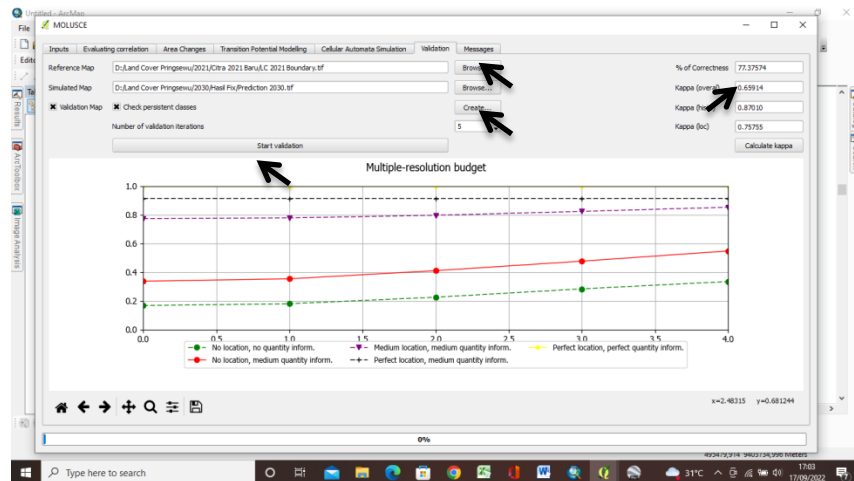 Untitled - ArcMap
File
MOLUSCE
Inputs Evaluating correlation Area Changes Transition Potential Modelling Cellular Automata Simulation Validation Messages
Reference Map D:/Land Cover Pringsewu/2021/Citra 2021 Baru/LC 2021 Boundary.tif Browse... % of Correctness 77.37574
Simulated Map D:/Land Cover Pringsewu/2030/Hasil Fix/Prediction 2030.tif Browse... Kappa (overal) 0.65914
Validation Map Check persistent classes Create... Kappa 0.87010
Number of validation iterations 5 Kappa (loc) 0.75755
Start validation Calculate kappa
Results
ArcToolbox
Image Analysis
Multiple-resolution budget
1.0
0.8
0.6
0.4
0.2
0.0
0.0 0.5 1.0 1.5 2.0 2.5 3.0 3.5 4.0
No location, no quantity inform. Medium location, medium quantity inform. Perfect location, perfect quantity inform.
No location, medium quantity inform. Perfect location, medium quantity inform.
x=2.48315 y=0.681244
0%
Type here to search 31°C 17:03
17/09/2022